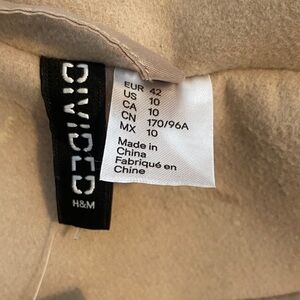 DIVIDED
H&M
EUR 42
US 10
CA 10
CN 170/96A
MX 10
Made in
China
Fabriqué en
Chine